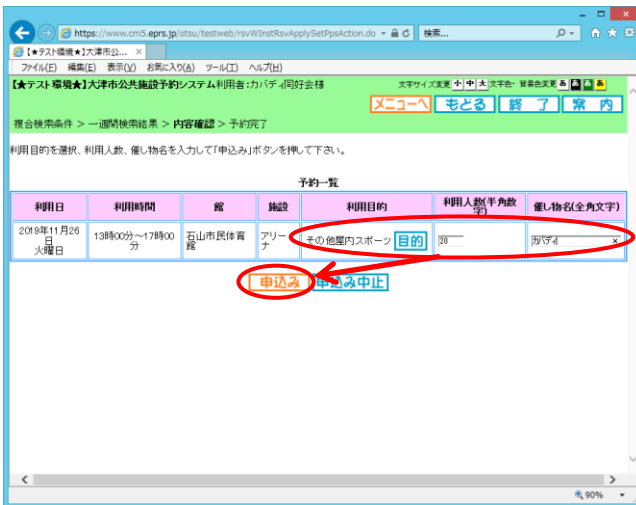 https://www.cm5.eprs.jp/otsu/testweb/rsvWInstRsvApplySetPpsAction.do
検索...
【★テスト環境★】大津市公...
ファイル(F) 編集(E) 表示(V) お気に入り(A) ツール(T) ヘルプ(H)
【★テスト環境★】大津市公共施設予約システム利用者:カバディ同好会様
文字サイズ変更 小 中 大 文字色・背景色変更 あ あ あ あ
メニューへ もどる 終 了 案 内
複合検索条件 > 一週間検索結果 > 内容確認 > 予約完了
利用目的を選択、利用人数、催し物名を入力して「申込み」ボタンを押して下さい。
予約一覧
利用日 利用時間 館 施設 利用目的 利用人数(半角数字) 催し物名(全角文字)
2019年11月26日 火曜日 13時00分～17時00分 石山市民体育館 アリーナ その他屋内スポーツ 目的 20 カバディ
申込み 申込み中止
90%